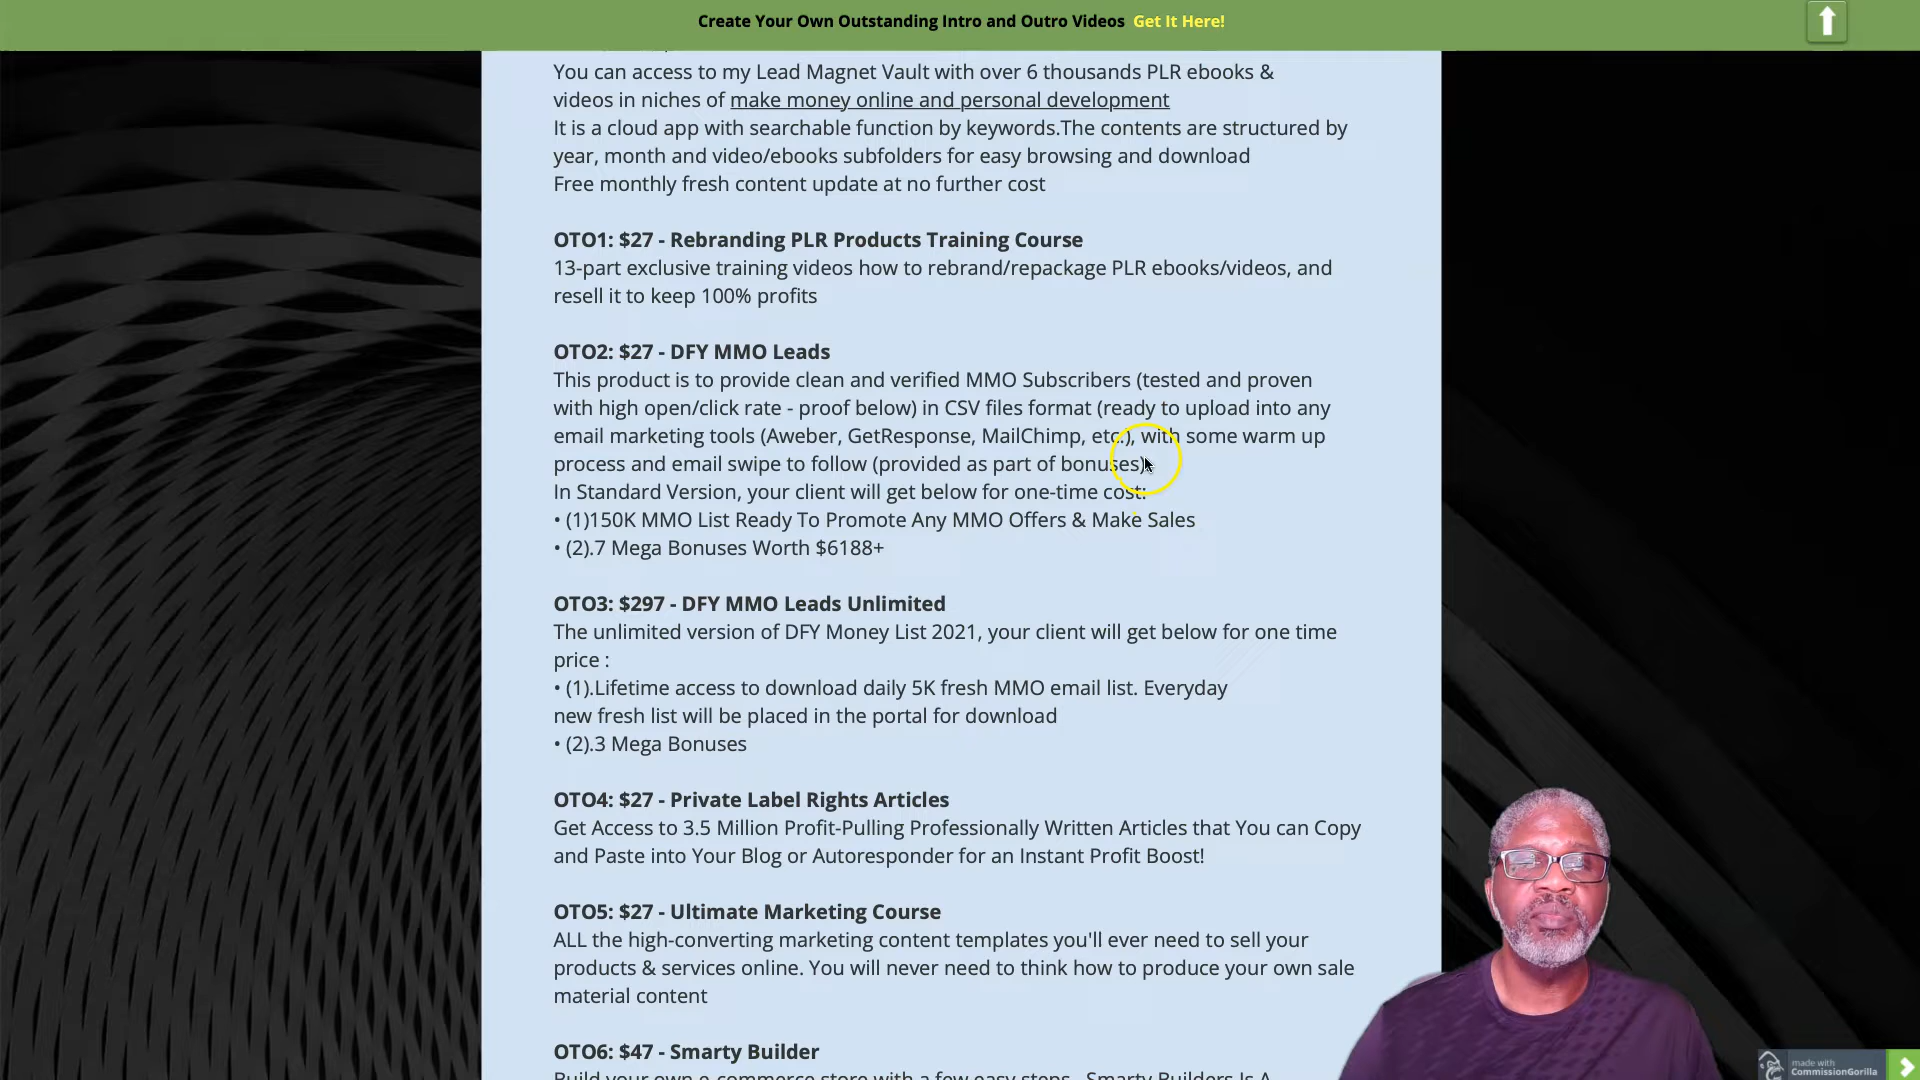 Create Your Own Outstanding Intro and Outro Videos Get It Here!
You can access to my Lead Magnet Vault with over 6 thousands PLR ebooks &
videos in niches of make money online and personal development
It is a cloud app with searchable function by keywords.The contents are structured by
year, month and video/ebooks subfolders for easy browsing and download
Free monthly fresh content update at no further cost
OTO1: $27 - Rebranding PLR Products Training Course
13-part exclusive training videos how to rebrand/repackage PLR ebooks/videos, and
resell it to keep 100% profits
OTO2: $27 - DFY MMO Leads
This product is to provide clean and verified MMO Subscribers (tested and proven
with high open/click rate - proof below) in CSV files format (ready to upload into any
email marketing tools (Aweber, GetResponse, MailChimp, etc.), with some warm up
process and email swipe to follow (provided as part of bonuses)
In Standard Version, your client will get below for one-time cost:
• (1)150K MMO List Ready To Promote Any MMO Offers & Make Sales
• (2).7 Mega Bonuses Worth $6188+
OTO3: $297 - DFY MMO Leads Unlimited
The unlimited version of DFY Money List 2021, your client will get below for one time
price :
• (1).Lifetime access to download daily 5K fresh MMO email list. Everyday
new fresh list will be placed in the portal for download
• (2).3 Mega Bonuses
OTO4: $27 - Private Label Rights Articles
Get Access to 3.5 Million Profit-Pulling Professionally Written Articles that You can Copy
and Paste into Your Blog or Autoresponder for an Instant Profit Boost!
OTO5: $27 - Ultimate Marketing Course
ALL the high-converting marketing content templates you'll ever need to sell your
products & services online. You will never need to think how to produce your own sale
material content
OTO6: $47 - Smarty Builder
Build your own e-commerce store with a few easy steps. Smarty Builders Is A
made with
CommissionGorilla